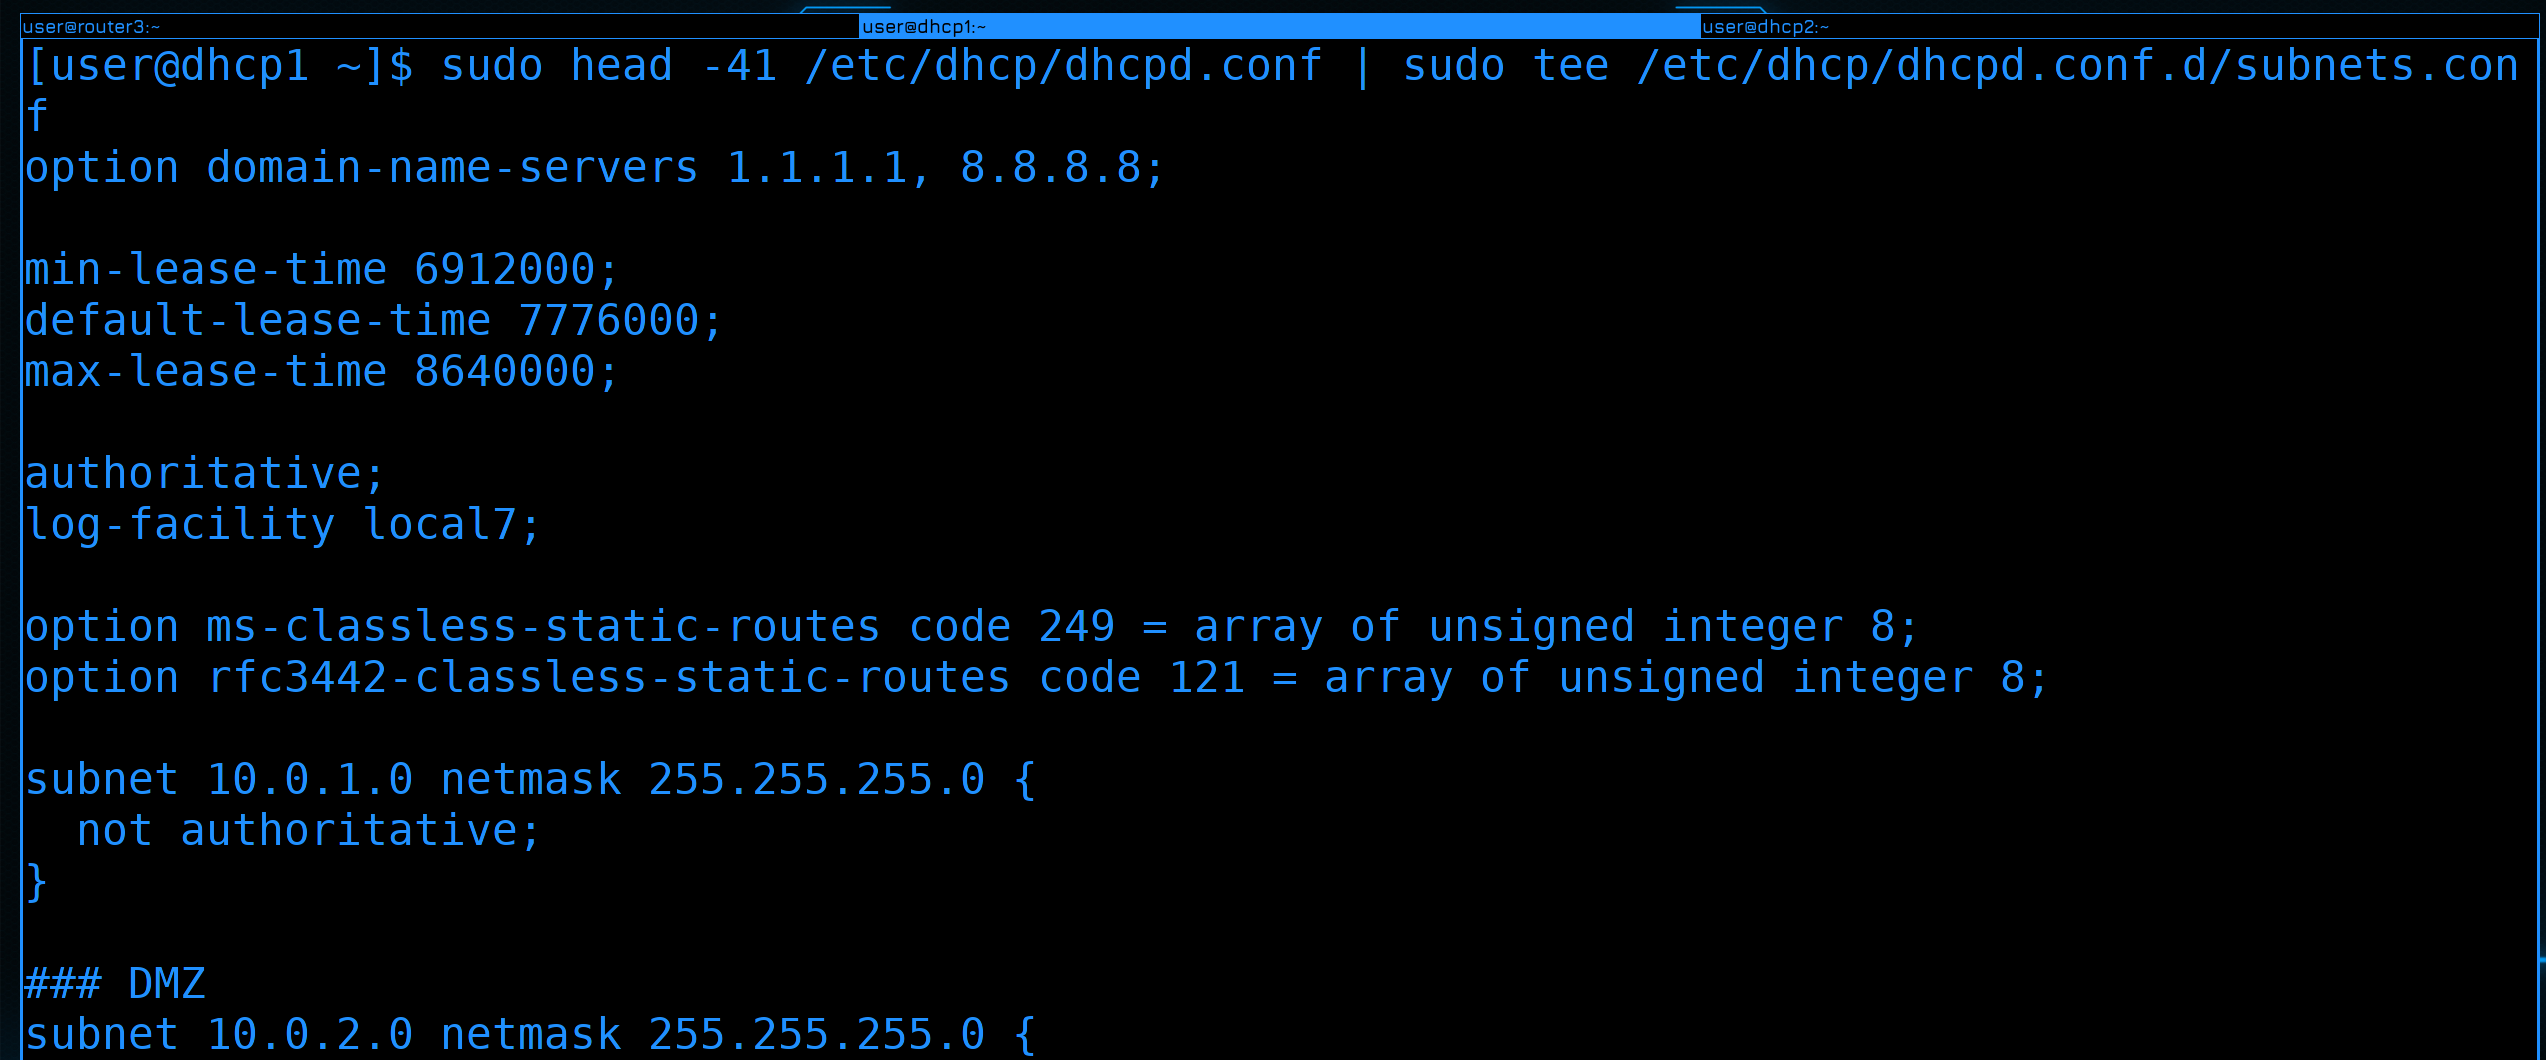 user@router3:~ user@dhcp1:~ user@dhcp2:~
[user@dhcp1 ~]$ sudo head -41 /etc/dhcp/dhcpd.conf | sudo tee /etc/dhcp/dhcpd.conf.d/subnets.con
f
option domain-name-servers 1.1.1.1, 8.8.8.8;

min-lease-time 6912000;
default-lease-time 7776000;
max-lease-time 8640000;

authoritative;
log-facility local7;

option ms-classless-static-routes code 249 = array of unsigned integer 8;
option rfc3442-classless-static-routes code 121 = array of unsigned integer 8;

subnet 10.0.1.0 netmask 255.255.255.0 {
  not authoritative;
}

### DMZ
subnet 10.0.2.0 netmask 255.255.255.0 {